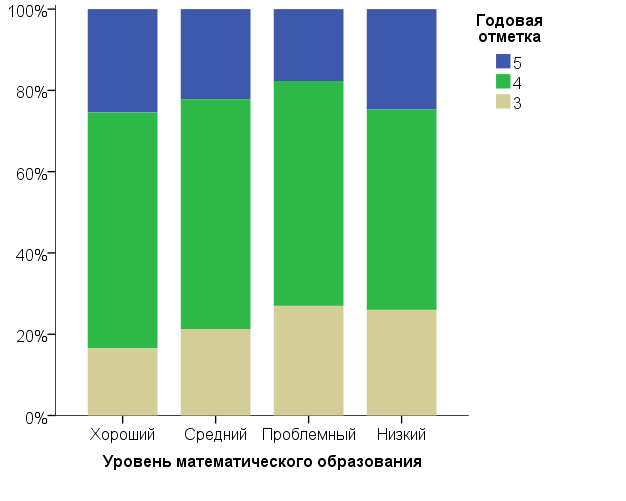 100%
80%
60%
40%
20%
0%
Хороший
Средний
Проблемный
Низкий
Уровень математического образования
Годовая
отметка
5
4
3